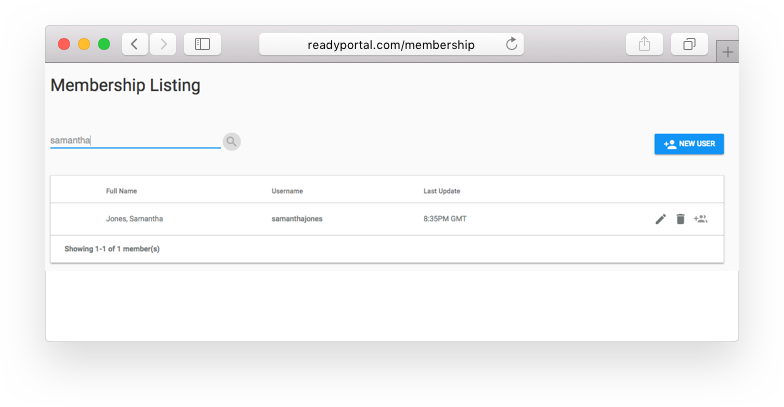 readyportal.com/membership
Membership Listing
samantha
NEW USER
Full Name Username Last Update
Jones, Samantha samanthajones 8:35PM GMT
Showing 1-1 of 1 member(s)